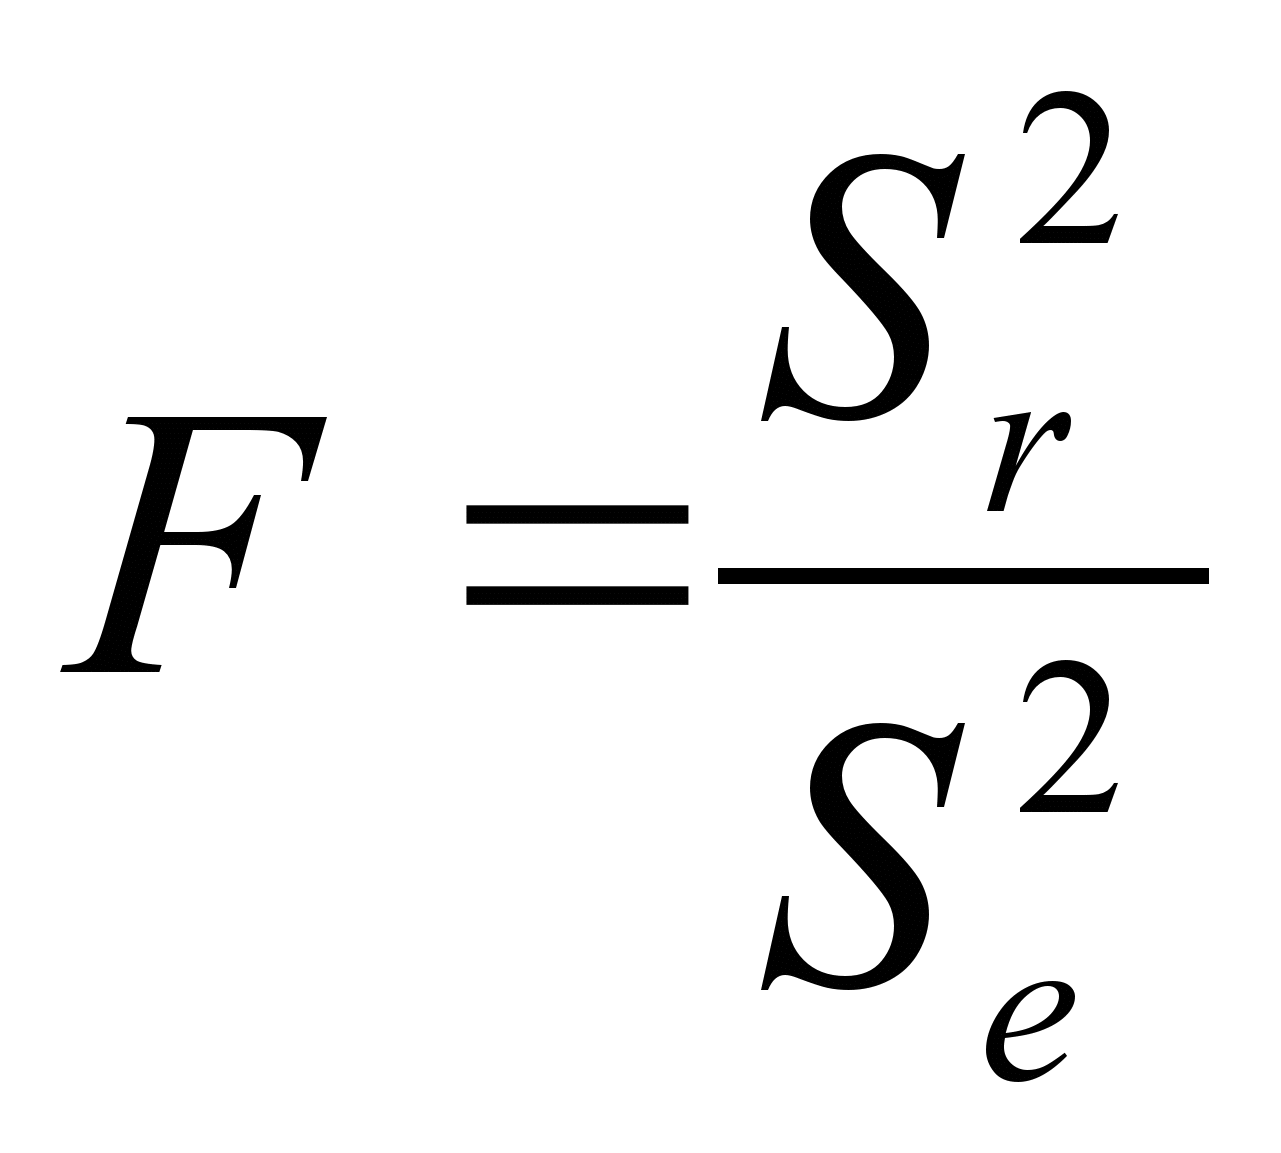 F = S_r^2 / S_e^2